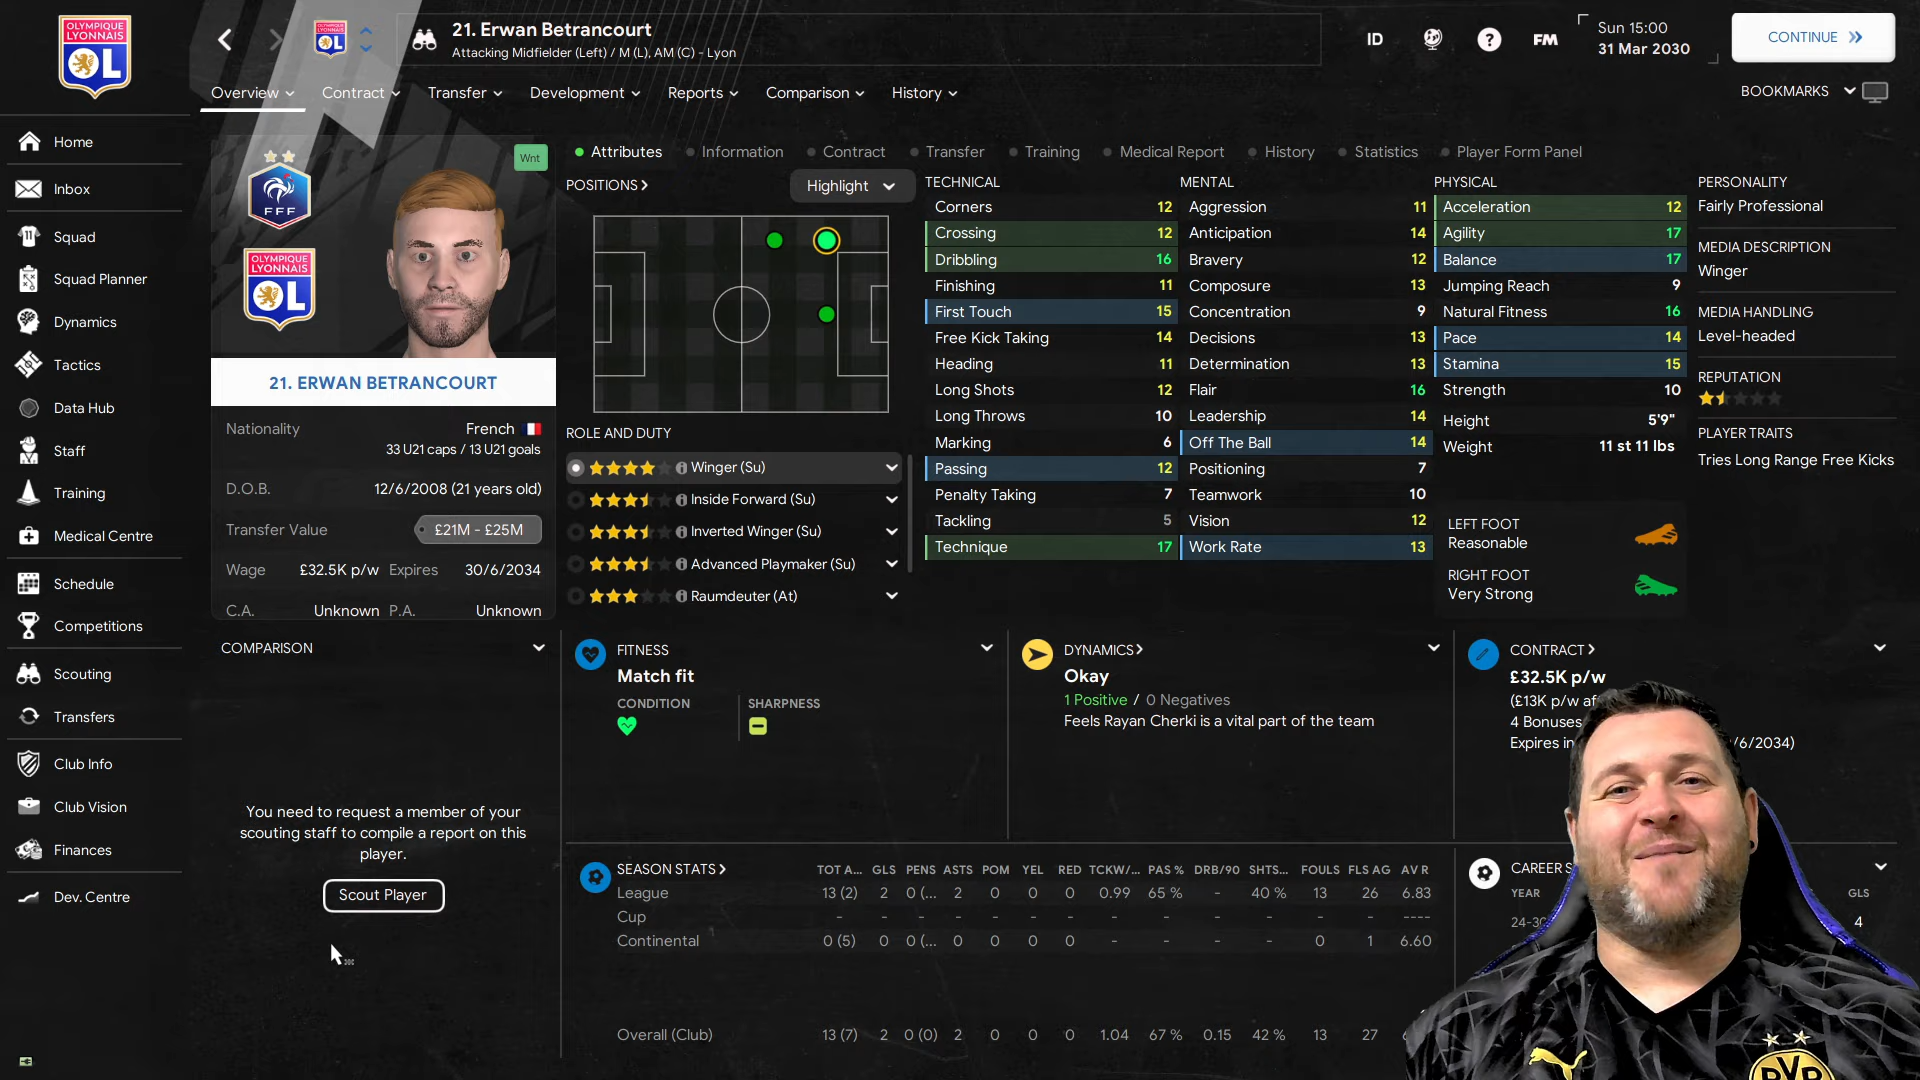 OLYMPIQUE
LYONNAIS
OL
21. Erwan Betrancourt
Attacking Midfielder (Left) / M (L), AM (C) - Lyon
ID
FM
Sun 15:00
31 Mar 2030
CONTINUE
Overview
Contract
Transfer
Development
Reports
Comparison
History
BOOKMARKS
Home
Inbox
Squad
Squad Planner
Dynamics
Tactics
Data Hub
Staff
Training
Medical Centre
Schedule
Competitions
Scouting
Transfers
Club Info
Club Vision
Finances
Dev. Centre
FFF
OLYMPIQUE
LYONNAIS
OL
Wnt
21. ERWAN BETRANCOURT
Nationality French
33 U21 caps / 13 U21 goals
D.O.B. 12/6/2008 (21 years old)
Transfer Value £21M - £25M
Wage £32.5K p/w Expires 30/6/2034
C.A. Unknown P.A. Unknown
Attributes Information Contract Transfer Training Medical Report History Statistics Player Form Panel
POSITIONS
Highlight
ROLE AND DUTY
Winger (Su)
Inside Forward (Su)
Inverted Winger (Su)
Advanced Playmaker (Su)
Raumdeuter (At)
TECHNICAL
Corners 12
Crossing 12
Dribbling 16
Finishing 11
First Touch 15
Free Kick Taking 14
Heading 11
Long Shots 12
Long Throws 10
Marking 6
Passing 12
Penalty Taking 7
Tackling 5
Technique 17
MENTAL
Aggression 11
Anticipation 14
Bravery 12
Composure 13
Concentration 9
Decisions 13
Determination 13
Flair 16
Leadership 14
Off The Ball 14
Positioning 7
Teamwork 10
Vision 12
Work Rate 13
PHYSICAL
Acceleration 12
Agility 17
Balance 17
Jumping Reach 9
Natural Fitness 16
Pace 14
Stamina 15
Strength 10
Height 5'9"
Weight 11 st 11 lbs
LEFT FOOT
Reasonable
RIGHT FOOT
Very Strong
PERSONALITY
Fairly Professional
MEDIA DESCRIPTION
Winger
MEDIA HANDLING
Level-headed
REPUTATION
PLAYER TRAITS
Tries Long Range Free Kicks
COMPARISON
You need to request a member of your
scouting staff to compile a report on this
player.
Scout Player
FITNESS
Match fit
CONDITION SHARPNESS
DYNAMICS
Okay
1 Positive / 0 Negatives
Feels Rayan Cherki is a vital part of the team
CONTRACT
£32.5K p/w
(£13K p/w af
4 Bonuses
Expires in /6/2034)
SEASON STATS TOT A... GLS PENS ASTS POM YEL RED TCKW/... PAS % DRB/90 SHTS... FOULS FLS AG AV R
League 13 (2) 2 0 (... 2 0 0 0 0.99 65 % - 40 % 13 26 6.83
Cup - - - - - - - - - - - - - ----
Continental 0 (5) 0 0 (... 0 0 0 0 - - - - 0 1 6.60
Overall (Club) 13 (7) 2 0 (0) 2 0 0 0 1.04 67 % 0.15 42 % 13 27
CAREER S
YEAR GLS
24-30 4
BVB